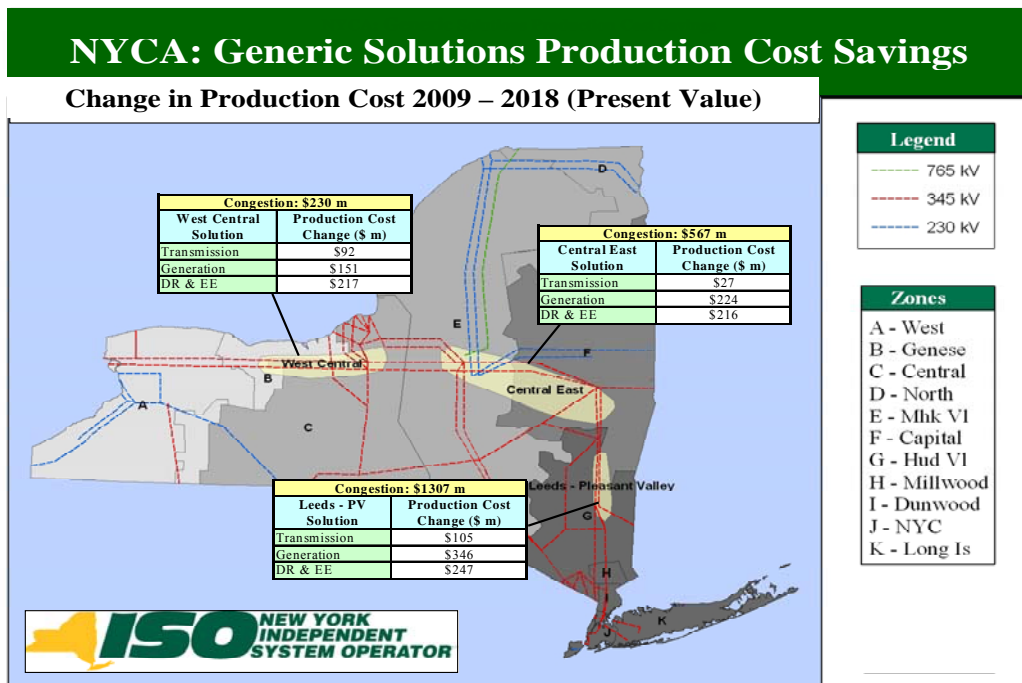 NYCA: Generic Solutions Production Cost Savings
Change in Production Cost 2009 – 2018 (Present Value)
Legend
765 kV
345 kV
230 kV
Zones
A - West
B - Genese
C - Central
D - North
E - Mhk Vl
F - Capital
G - Hud Vl
H - Millwood
I - Dunwood
J - NYC
K - Long Is
Congestion: $230 m
West Central Solution Production Cost Change ($ m)
Transmission $92
Generation $151
DR & EE $217
Congestion: $567 m
Central East Solution Production Cost Change ($ m)
Transmission $27
Generation $224
DR & EE $216
Congestion: $1307 m
Leeds - PV Solution Production Cost Change ($ m)
Transmission $105
Generation $346
DR & EE $247
D
E
F
West Central
B
Central East
A
C
Leeds - Pleasant Valley
G
H
I
J
K
ISO NEW YORK
INDEPENDENT
SYSTEM OPERATOR